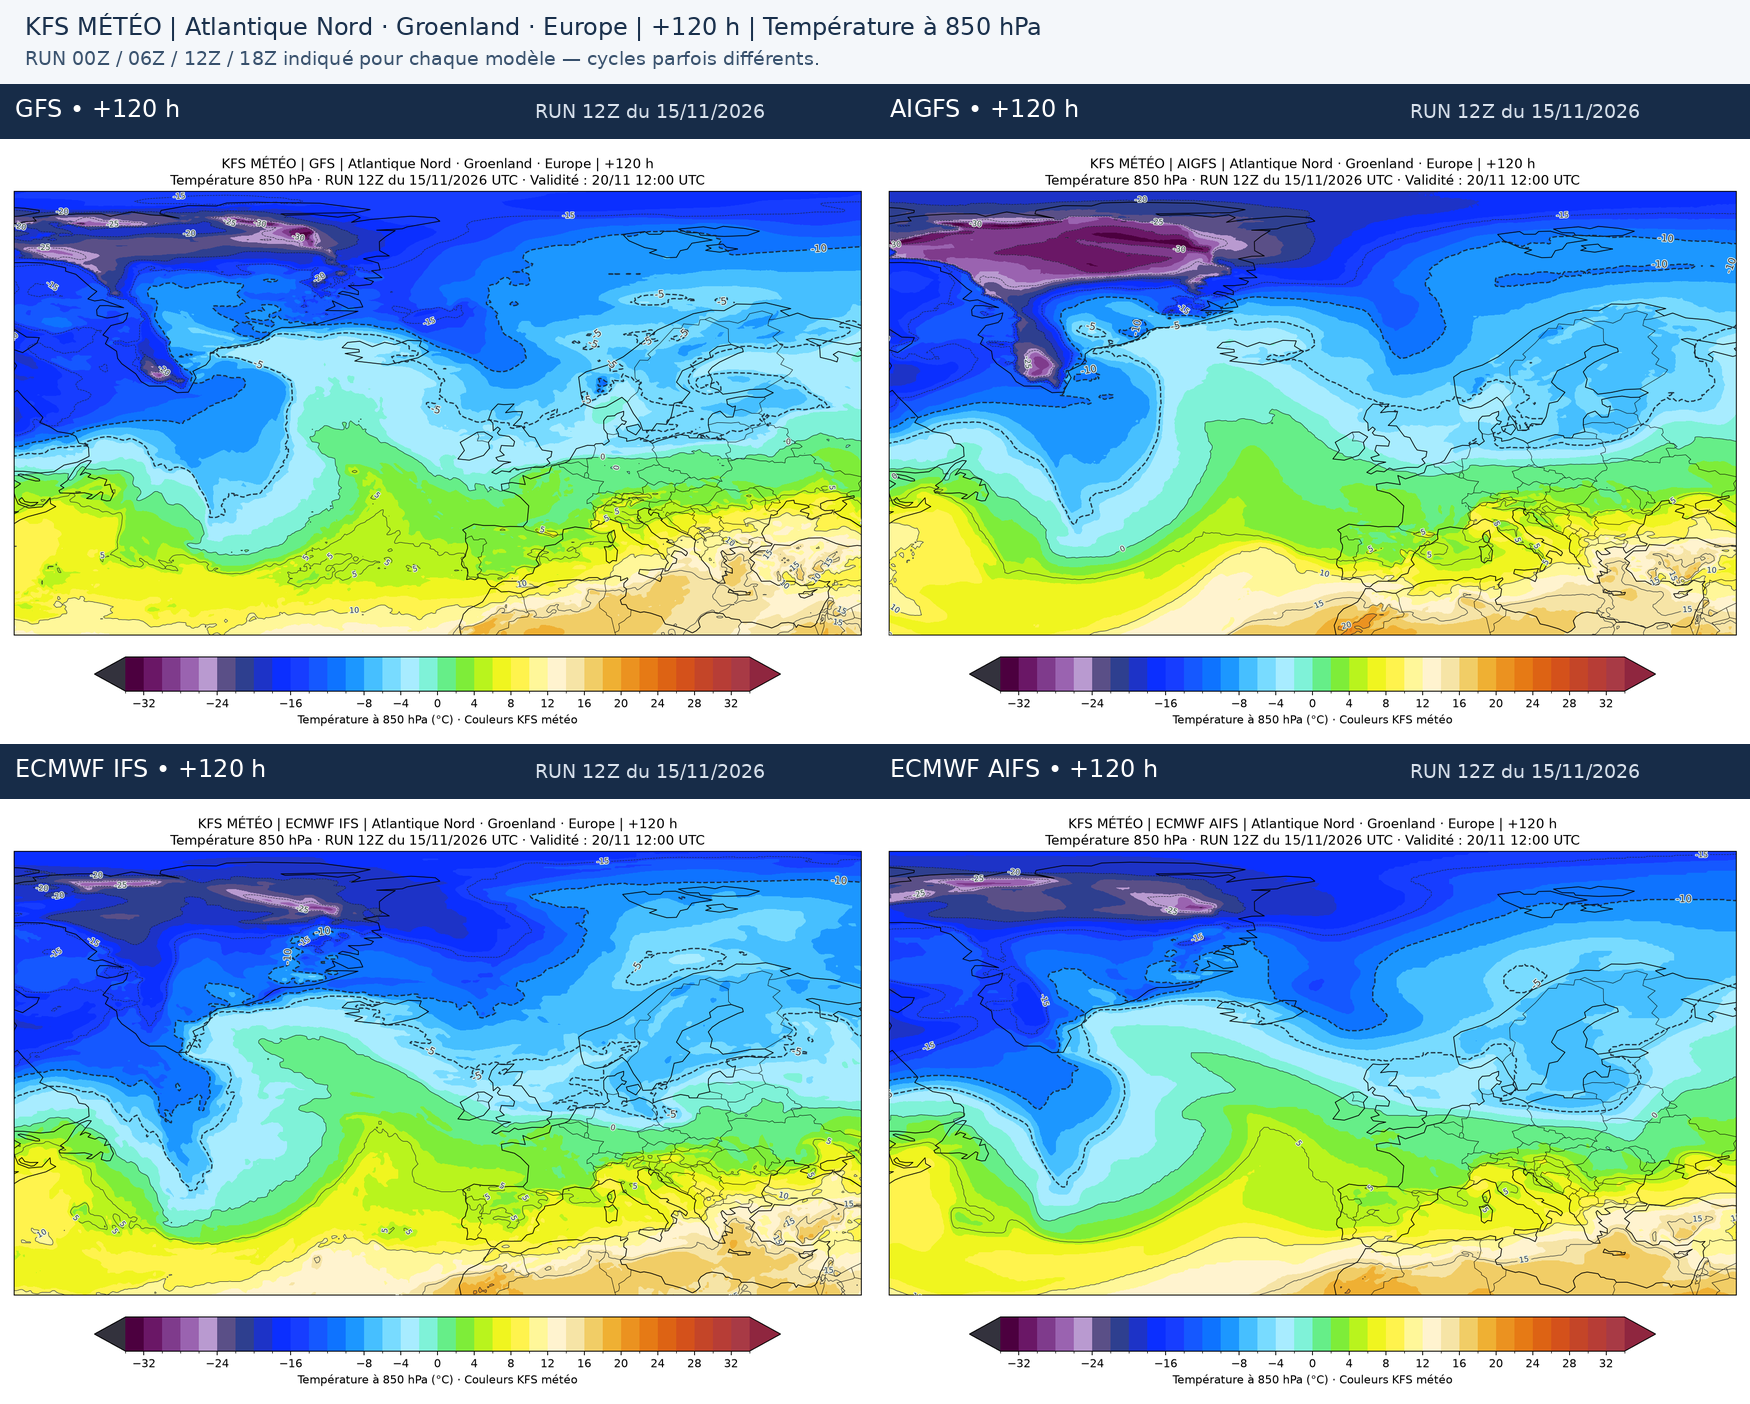 KFS MÉTÉO | Atlantique Nord · Groenland · Europe | +120 h | Température à 850 hPa
RUN 00Z / 06Z / 12Z / 18Z indiqué pour chaque modèle — cycles parfois différents.
GFS • +120 h
RUN 12Z du 15/11/2026
KFS MÉTÉO | GFS | Atlantique Nord · Groenland · Europe | +120 h
Température 850 hPa · RUN 12Z du 15/11/2026 UTC · Validité : 20/11 12:00 UTC
−32 −24 −16 −8 −4 0 4 8 12 16 20 24 28 32
Température à 850 hPa (°C) · Couleurs KFS météo
AIGFS • +120 h
RUN 12Z du 15/11/2026
KFS MÉTÉO | AIGFS | Atlantique Nord · Groenland · Europe | +120 h
Température 850 hPa · RUN 12Z du 15/11/2026 UTC · Validité : 20/11 12:00 UTC
−32 −24 −16 −8 −4 0 4 8 12 16 20 24 28 32
Température à 850 hPa (°C) · Couleurs KFS météo
ECMWF IFS • +120 h
RUN 12Z du 15/11/2026
KFS MÉTÉO | ECMWF IFS | Atlantique Nord · Groenland · Europe | +120 h
Température 850 hPa · RUN 12Z du 15/11/2026 UTC · Validité : 20/11 12:00 UTC
−32 −24 −16 −8 −4 0 4 8 12 16 20 24 28 32
Température à 850 hPa (°C) · Couleurs KFS météo
ECMWF AIFS • +120 h
RUN 12Z du 15/11/2026
KFS MÉTÉO | ECMWF AIFS | Atlantique Nord · Groenland · Europe | +120 h
Température 850 hPa · RUN 12Z du 15/11/2026 UTC · Validité : 20/11 12:00 UTC
−32 −24 −16 −8 −4 0 4 8 12 16 20 24 28 32
Température à 850 hPa (°C) · Couleurs KFS météo